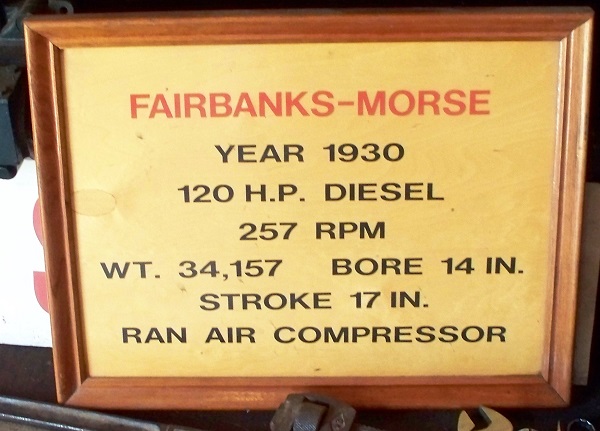 FAIRBANKS-MORSE
YEAR 1930
120 H.P. DIESEL
257 RPM
WT. 34,157 BORE 14 IN.
STROKE 17 IN.
RAN AIR COMPRESSOR